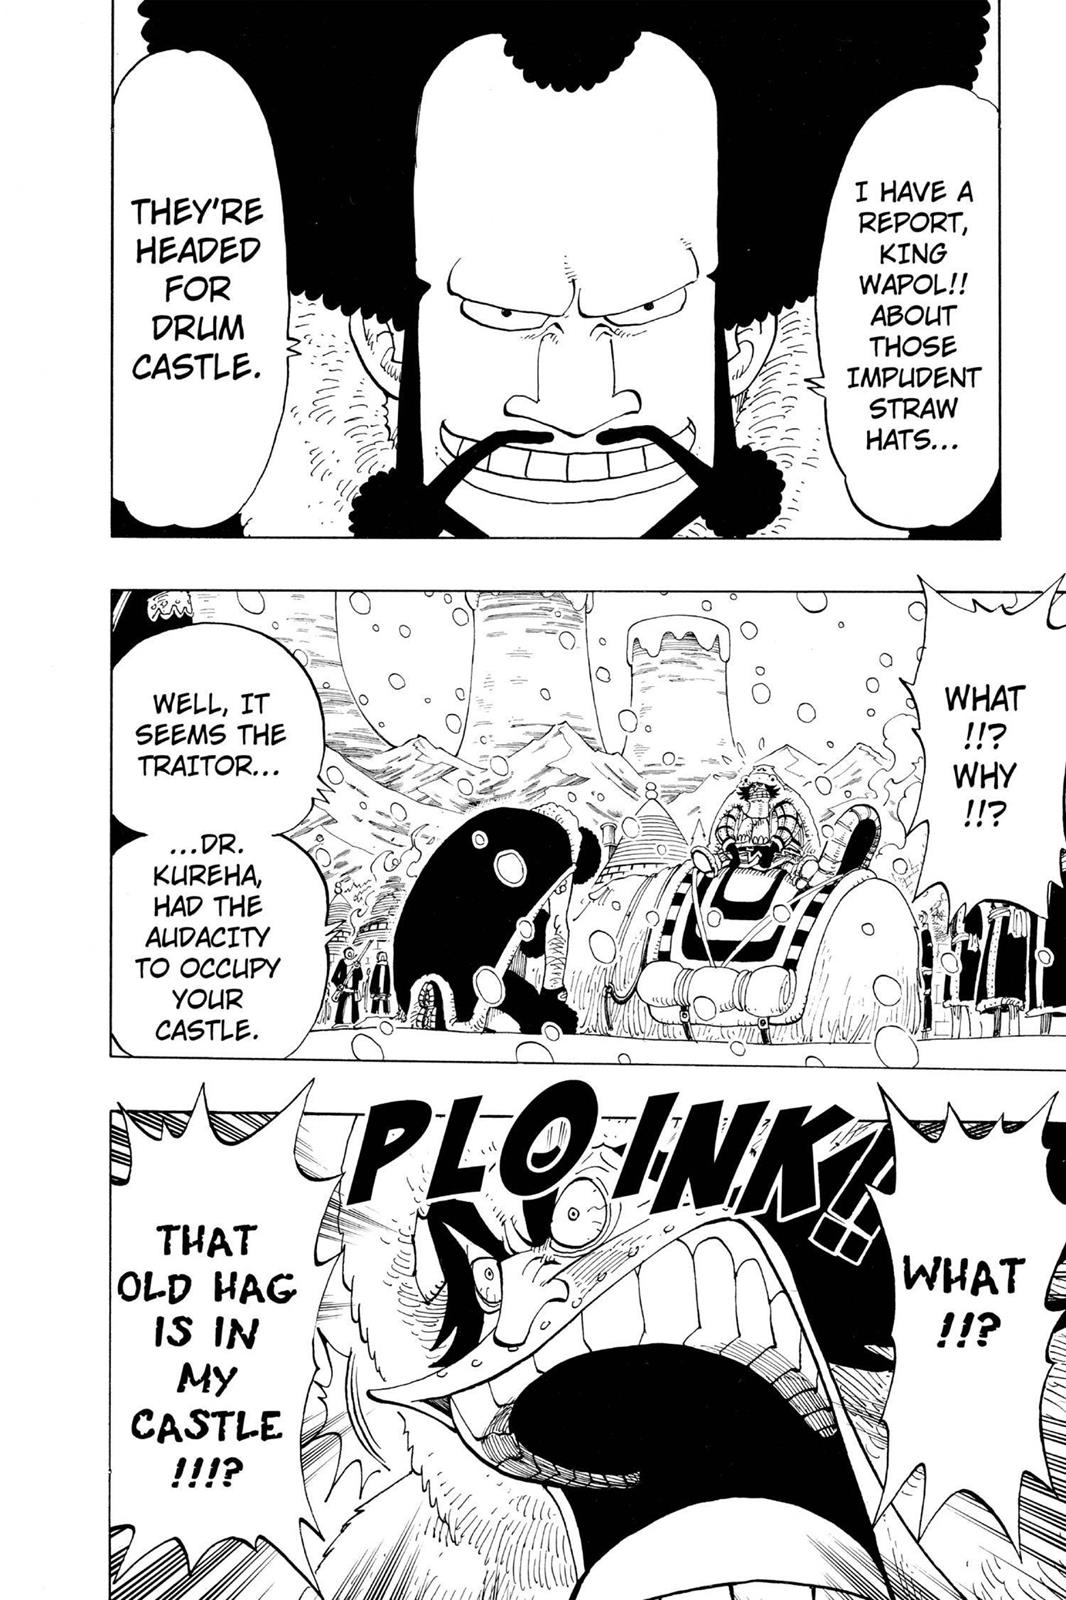 I HAVE A
REPORT,
KING
WAPOL!!
ABOUT
THOSE
IMPUDENT
STRAW
HATS...
THEY'RE
HEADED
FOR
DRUM
CASTLE.
WHAT
!!?
WHY
!!?
WELL, IT
SEEMS THE
TRAITOR...
...DR.
KUREHA,
HAD THE
AUDACITY
TO OCCUPY
YOUR
CASTLE.
PLOINK!!
WHAT
!!?
THAT
OLD HAG
IS IN
MY
CASTLE
!!!?